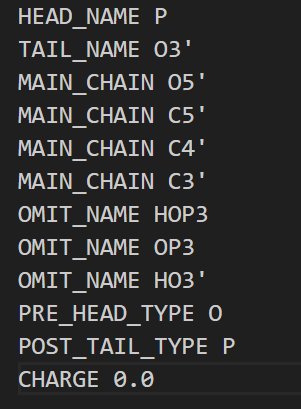 HEAD_NAME P
TAIL_NAME O3'
MAIN_CHAIN O5'
MAIN_CHAIN C5'
MAIN_CHAIN C4'
MAIN_CHAIN C3'
OMIT_NAME HOP3
OMIT_NAME OP3
OMIT_NAME HO3'
PRE_HEAD_TYPE O
POST_TAIL_TYPE P
CHARGE 0.0